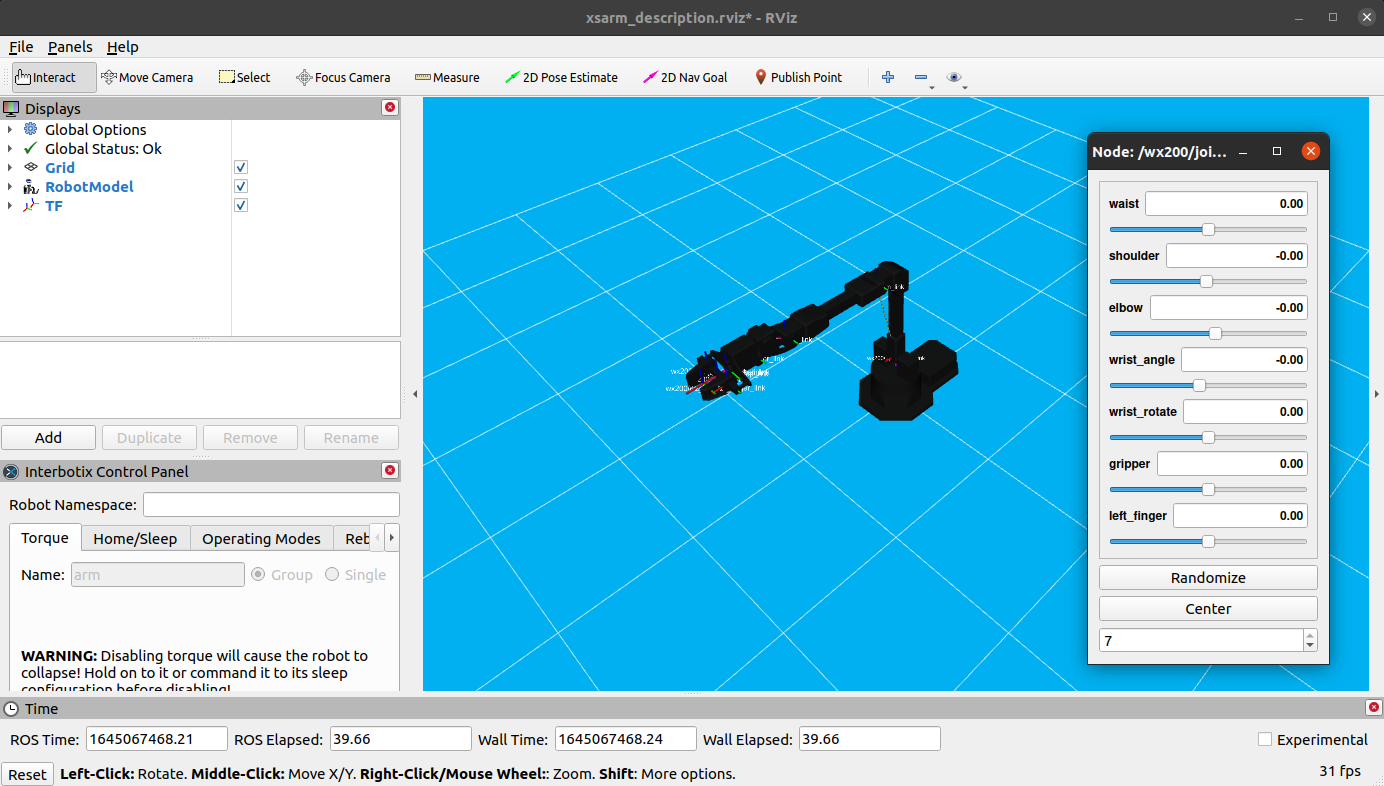 xsarm_description.rviz* - RViz
File Panels Help
Interact Move Camera Select Focus Camera Measure 2D Pose Estimate 2D Nav Goal Publish Point
Displays
Global Options
Global Status: Ok
Grid
RobotModel
TF
Add Duplicate Remove Rename
Interbotix Control Panel
Robot Namespace:
Torque Home/Sleep Operating Modes Reb
Name: arm Group Single
WARNING: Disabling torque will cause the robot to
collapse! Hold on to it or command it to its sleep
configuration before disabling!
Node: /wx200/joi...
waist 0.00
shoulder -0.00
elbow -0.00
wrist_angle -0.00
wrist_rotate 0.00
gripper 0.00
left_finger 0.00
Randomize
Center
7
Time
ROS Time: 1645067468.21 ROS Elapsed: 39.66 Wall Time: 1645067468.24 Wall Elapsed: 39.66 Experimental
Reset Left-Click: Rotate. Middle-Click: Move X/Y. Right-Click/Mouse Wheel:: Zoom. Shift: More options. 31 fps